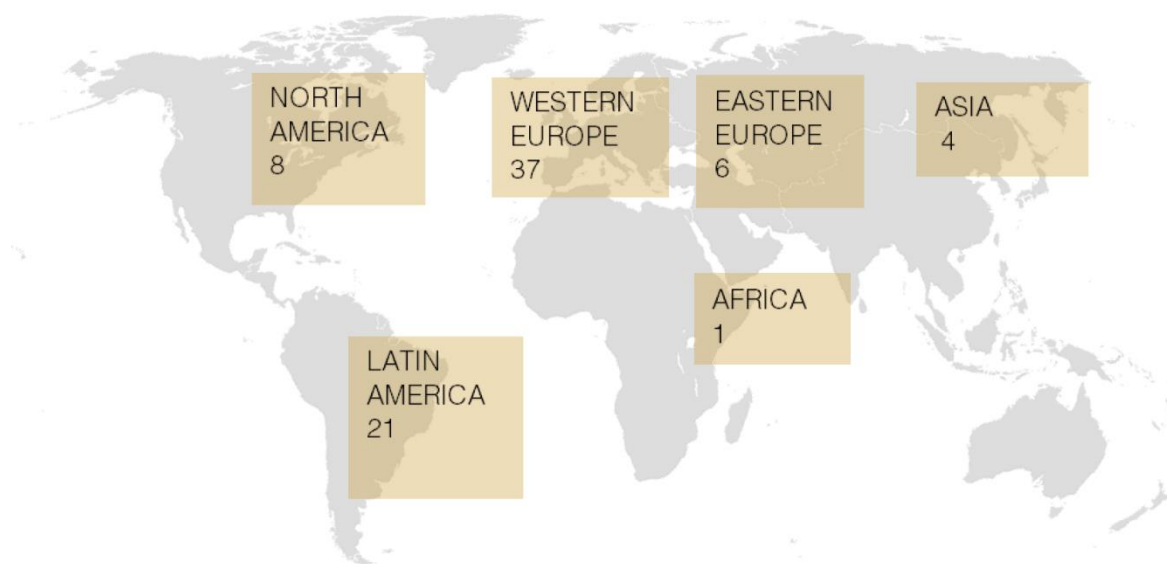 NORTH
AMERICA
8
WESTERN
EUROPE
37
EASTERN
EUROPE
6
ASIA
4
AFRICA
1
LATIN
AMERICA
21